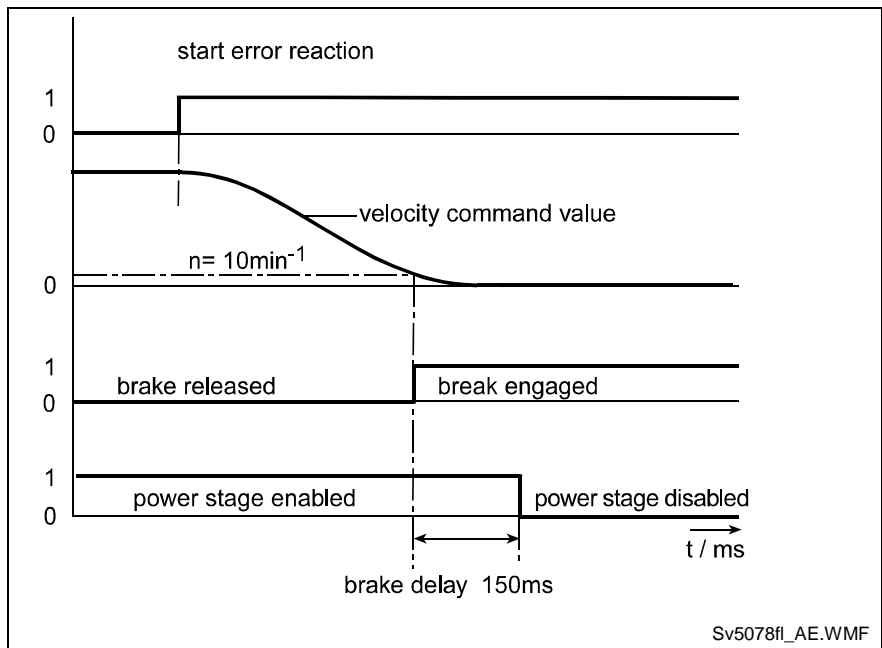 start error reaction
1
0
velocity command value
n= 10min-1
0
1
brake released break engaged
0
1
power stage enabled power stage disabled
0
t / ms
brake delay 150ms
Sv5078fl_AE.WMF